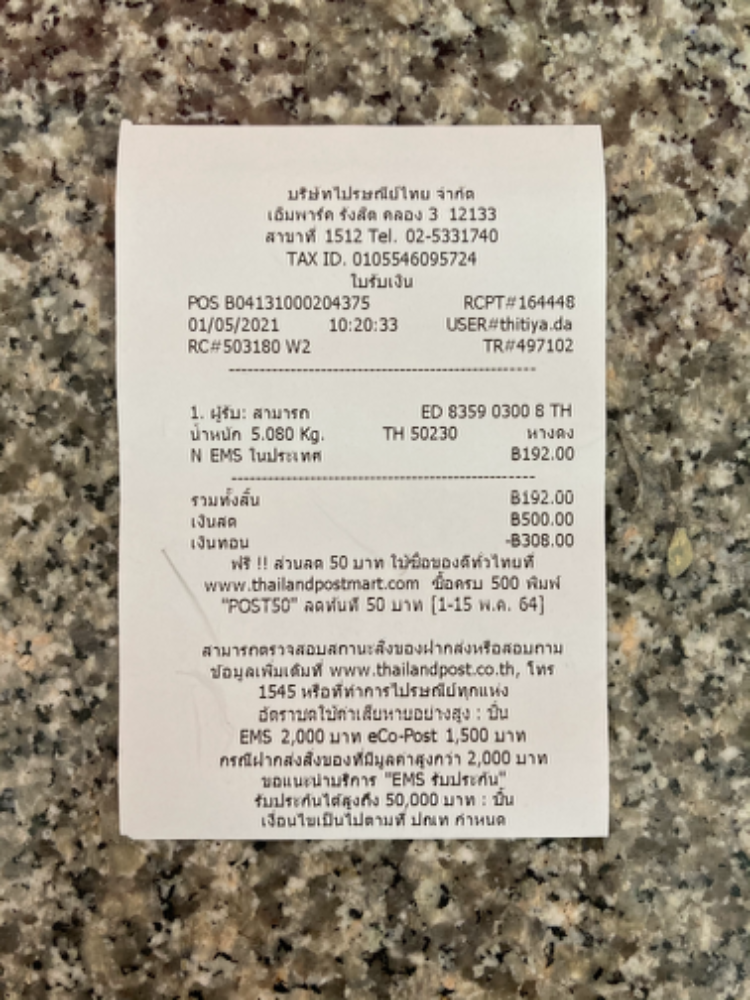 บริษัทไปรษณีย์ไทย จำกัด
เอ็มพาร์ค รังสิต คลอง 3 12133
สาขาที่ 1512 Tel. 02-5331740
TAX ID. 0105546095724
ใบรับเงิน
POS B04131000204375 RCPT#164448
01/05/2021 10:20:33 USER#thitiya.da
RC#503180 W2 TR#497102
1. ผู้รับ: สามารถ ED 8359 0300 8 TH
น้ำหนัก 5.080 Kg. TH 50230 หางดง
N EMS ในประเทศ ฿192.00
รวมทั้งสิ้น ฿192.00
เงินสด ฿500.00
เงินทอน -฿308.00
ฟรี !! ส่วนลด 50 บาท ใช้ซื้อของดีทั่วไทยที่
www.thailandpostmart.com ซื้อครบ 500 พิมพ์
"POST50" ลดทันที 50 บาท [1-15 พ.ค. 64]
สามารถตรวจสอบสถานะสิ่งของฝากส่งหรือสอบถาม
ข้อมูลเพิ่มเติมที่ www.thailandpost.co.th, โทร
1545 หรือที่ทำการไปรษณีย์ทุกแห่ง
อัตราชดใช้ค่าเสียหายอย่างสูง : ชิ้น
EMS 2,000 บาท eCo-Post 1,500 บาท
กรณีฝากส่งสิ่งของที่มีมูลค่าสูงกว่า 2,000 บาท
ขอแนะนำบริการ "EMS รับประกัน"
รับประกันได้สูงถึง 50,000 บาท : ชิ้น
เงื่อนไขเป็นไปตามที่ ปณท กำหนด